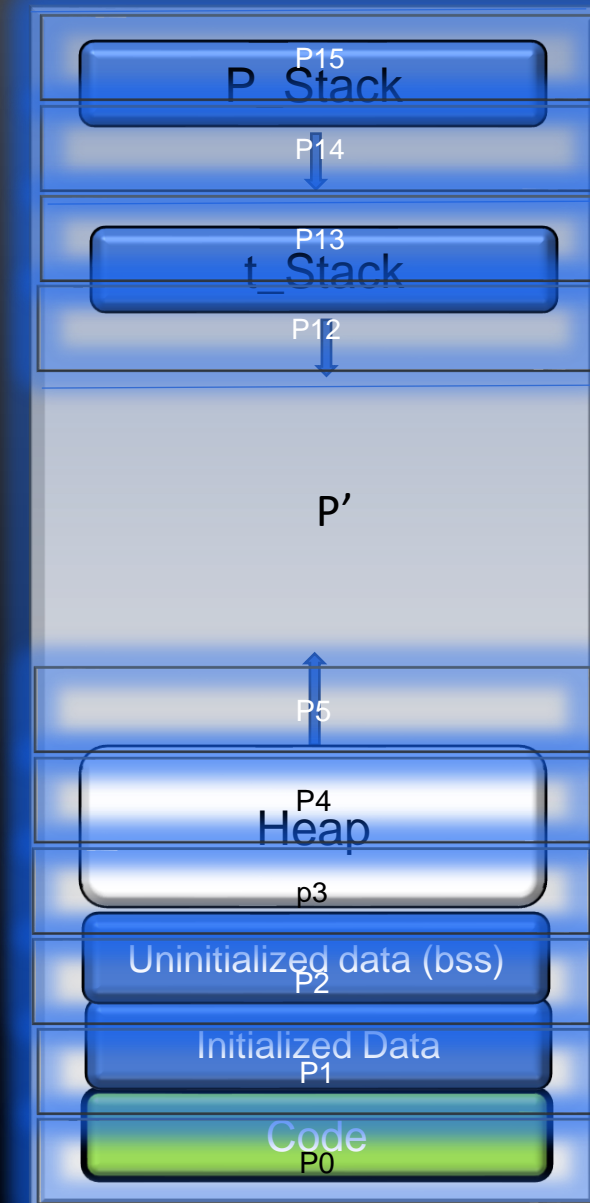 P15
P_Stack
P14
P13
t_Stack
P12
P’
P5
P4
Heap
p3
Uninitialized data (bss)
P2
Initialized Data
P1
Code
P0